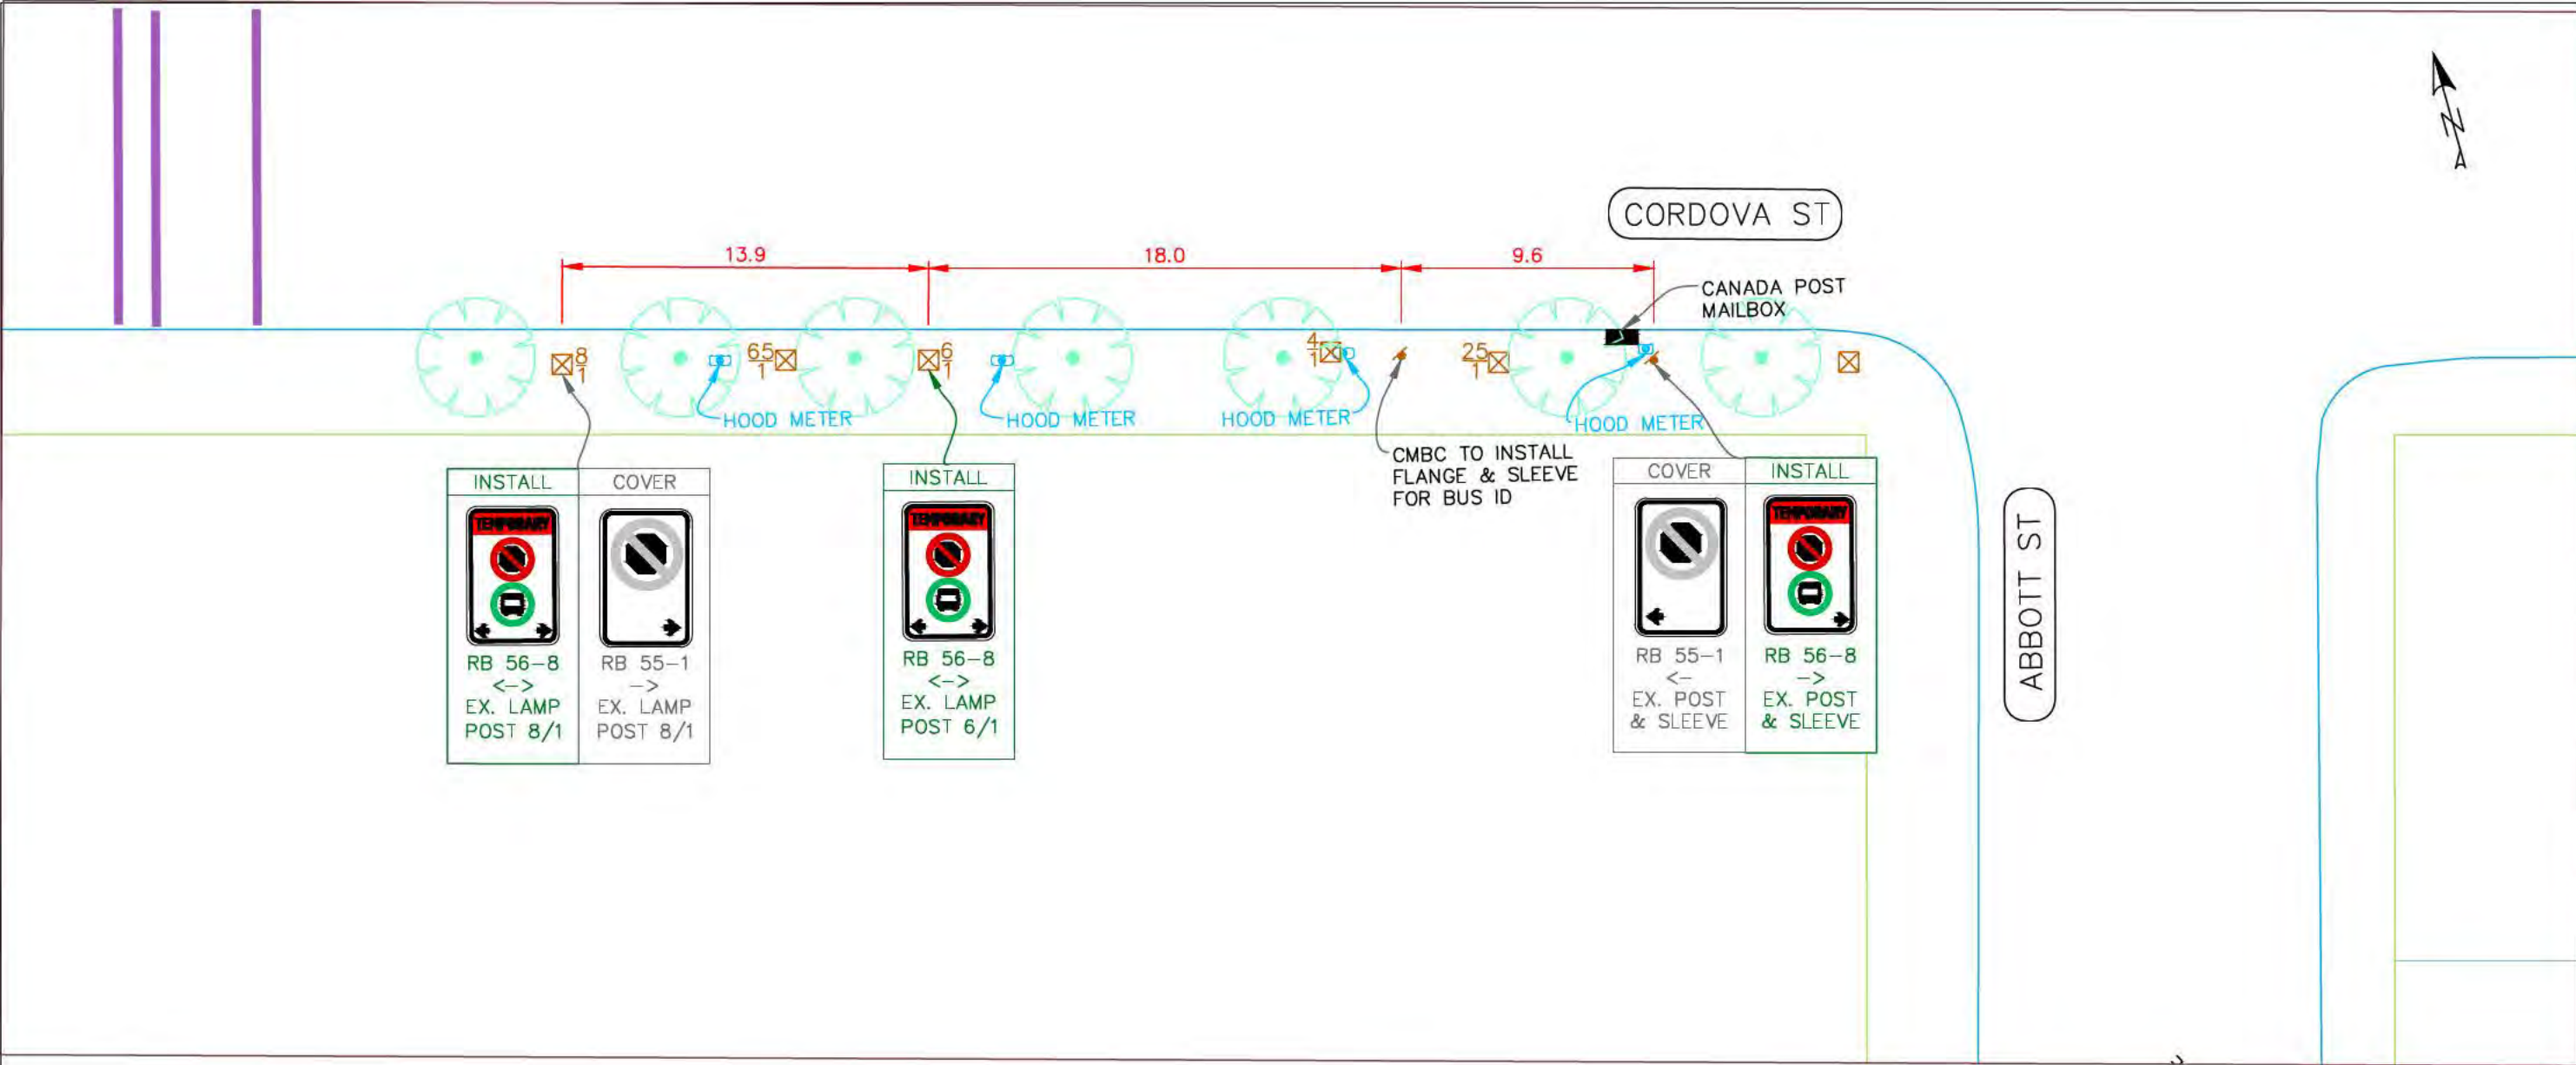 N
CORDOVA ST
13.9
18.0
9.6
CANADA POST
MAILBOX
8
1
65
1
6
1
4
1
25
1
HOOD METER
HOOD METER
HOOD METER
HOOD METER
CMBC TO INSTALL
FLANGE & SLEEVE
FOR BUS ID
INSTALL
TEMPORARY
RB 56-8
<->
EX. LAMP
POST 8/1
COVER
RB 55-1
->
EX. LAMP
POST 8/1
INSTALL
TEMPORARY
RB 56-8
<->
EX. LAMP
POST 6/1
COVER
RB 55-1
<-
EX. POST
& SLEEVE
INSTALL
TEMPORARY
RB 56-8
->
EX. POST
& SLEEVE
ABBOTT ST